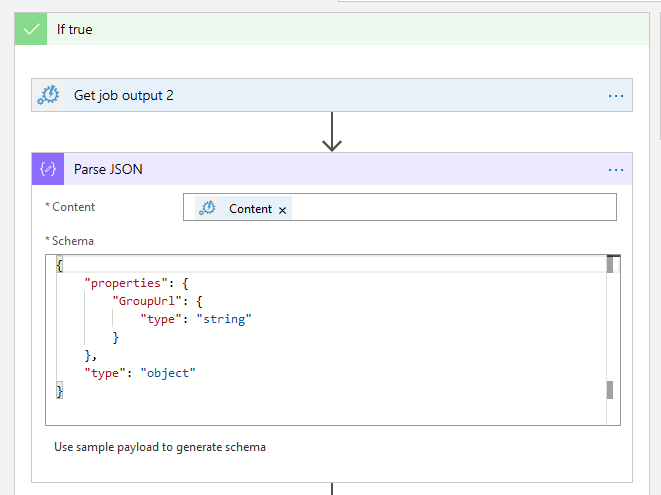 If true
Get job output 2
...
{/} Parse JSON
...
* Content
Content ×
* Schema
{
"properties": {
"GroupUrl": {
"type": "string"
}
},
"type": "object"
}
Use sample payload to generate schema